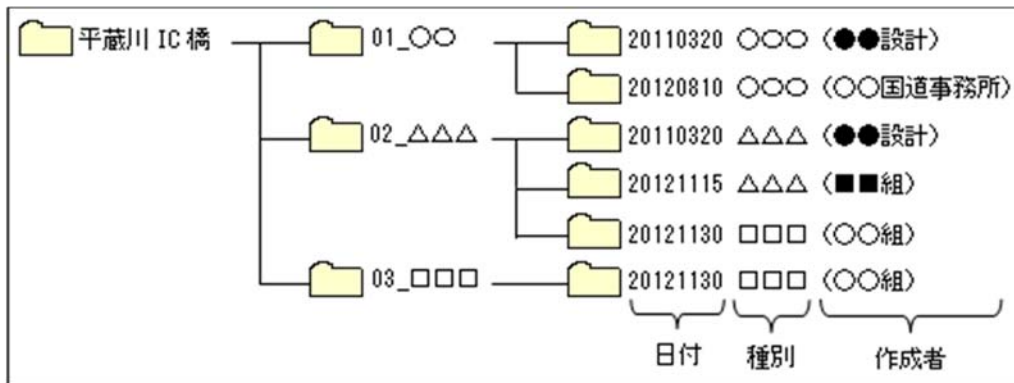 平蔵川 IC 橋 01_○○ 20110320 ○○○ (●●設計)
20120810 ○○○ (○○国道事務所)
02_△△△ 20110320 △△△ (●●設計)
20121115 △△△ (■■組)
20121130 □□□ (○○組)
03_□□□ 20121130 □□□ (○○組)
日付 種別 作成者